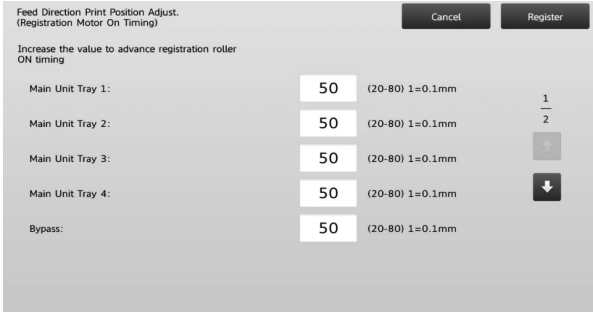 Feed Direction Print Position Adjust.
(Registration Motor On Timing)
Cancel
Register
Increase the value to advance registration roller
ON timing
Main Unit Tray 1: 50 (20-80) 1=0.1mm
Main Unit Tray 2: 50 (20-80) 1=0.1mm
Main Unit Tray 3: 50 (20-80) 1=0.1mm
Main Unit Tray 4: 50 (20-80) 1=0.1mm
Bypass: 50 (20-80) 1=0.1mm
1
2